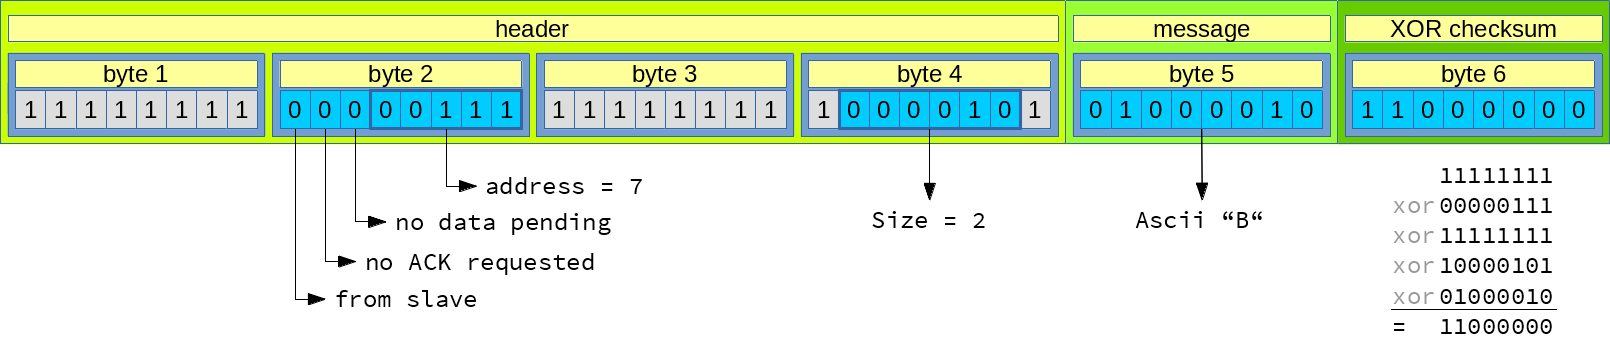 header message XOR checksum
byte 1 byte 2 byte 3 byte 4 byte 5 byte 6
1 1 1 1 1 1 1 1 0 0 0 0 0 1 1 1 1 1 1 1 1 1 1 1 1 0 0 0 0 1 0 1 0 1 0 0 0 0 1 0 1 1 0 0 0 0 0 0
address = 7
no data pending
no ACK requested
from slave
Size = 2
Ascii “B“
11111111
xor 00000111
xor 11111111
xor 10000101
xor 01000010
= 11000000